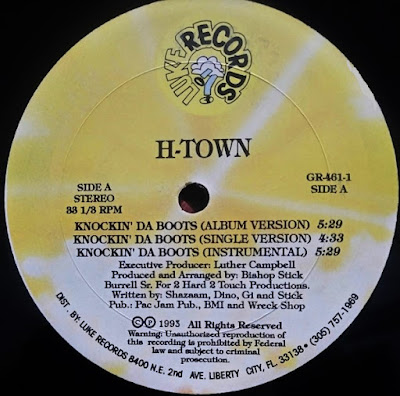 LUKE RECORDS
H-TOWN
SIDE A
STEREO
33 1/3 RPM
GR-461-1
SIDE A
KNOCKIN' DA BOOTS (ALBUM VERSION) 5:29
KNOCKIN' DA BOOTS (SINGLE VERSION) 4:33
KNOCKIN' DA BOOTS (INSTRUMENTAL) 5:29
Executive Producer: Luther Campbell
Produced and Arranged by: Bishop Stick
Burrell Sr. For 2 Hard 2 Touch Productions.
Written by: Shazaam, Dino, Gi and Stick
Pub.: Pac Jam Pub., BMI and Wreck Shop
© ℗ 1993 All Rights Reserved
Warning: Unauthorized reproduction of
this recording is prohibited by Federal
law and subject to criminal
prosecution.
DIST. BY: LUKE RECORDS 8400 N.E. 2nd AVE. LIBERTY CITY, FL 33138 • (305) 757-1969